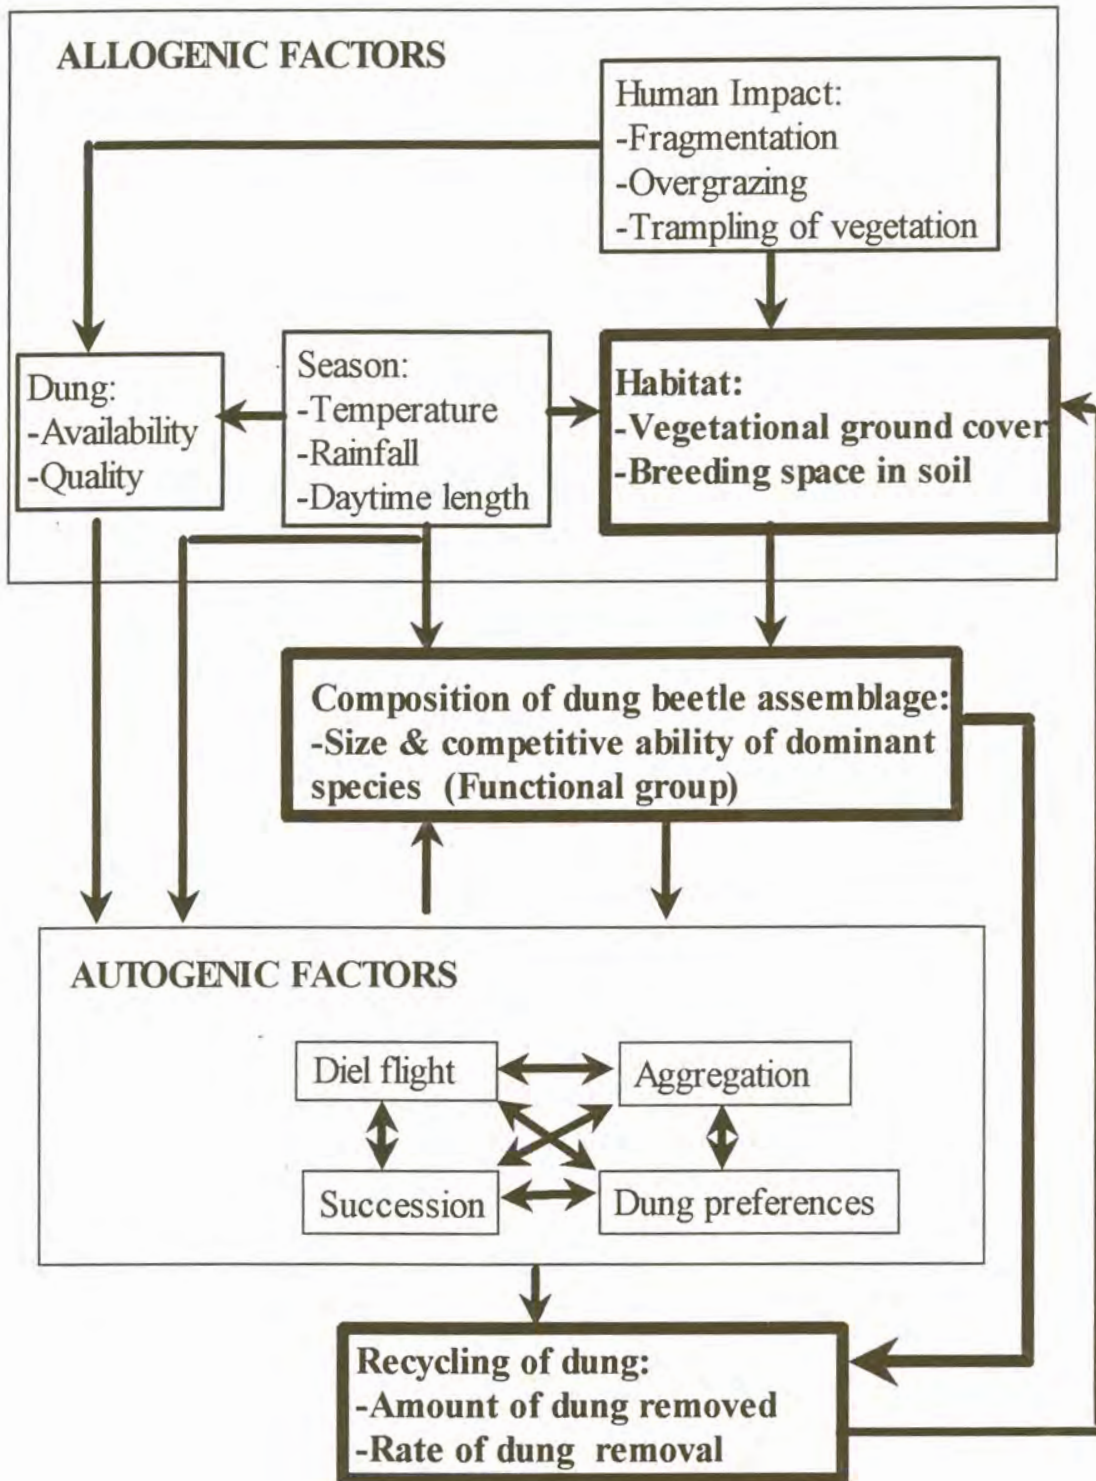 ALLOGENIC FACTORS
Human Impact:
-Fragmentation
-Overgrazing
-Trampling of vegetation
Dung:
-Availability
-Quality
Season:
-Temperature
-Rainfall
-Daytime length
Habitat:
-Vegetational ground cover
-Breeding space in soil
Composition of dung beetle assemblage:
-Size & competitive ability of dominant
species (Functional group)
AUTOGENIC FACTORS
Diel flight
Aggregation
Succession
Dung preferences
Recycling of dung:
-Amount of dung removed
-Rate of dung removal